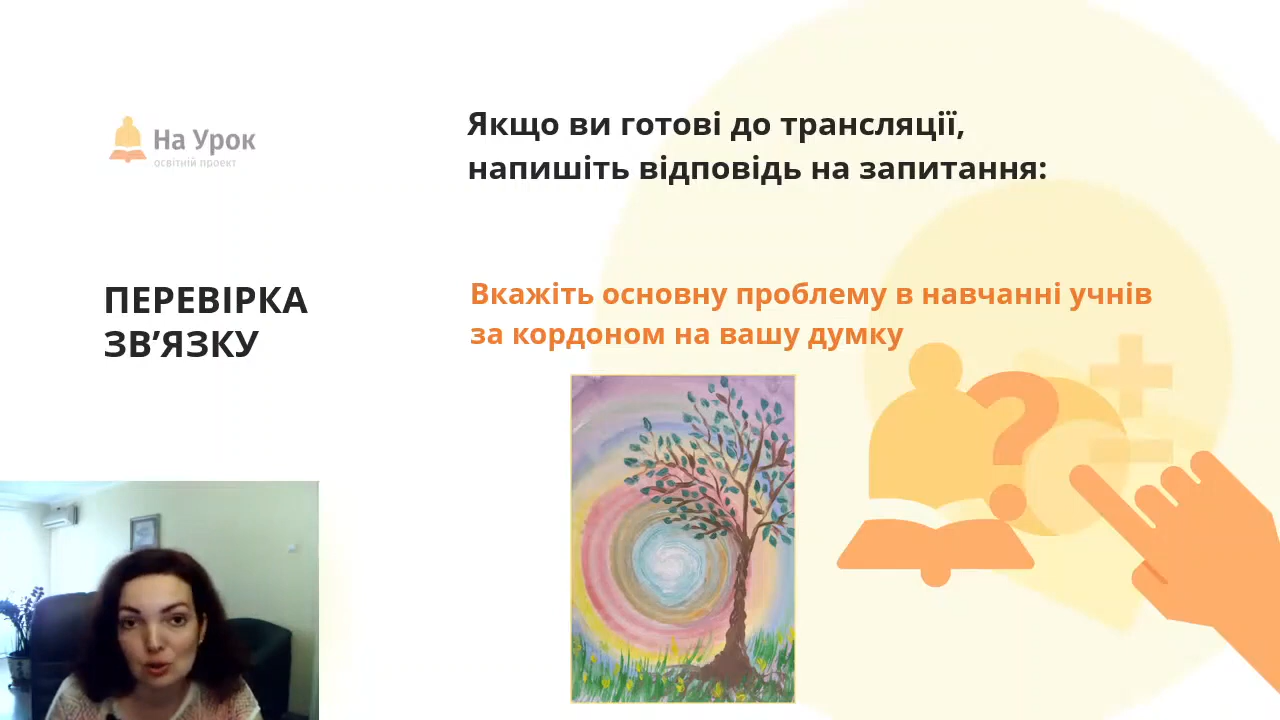 На Урок
освітній проект
Якщо ви готові до трансляції,
напишіть відповідь на запитання:
ПЕРЕВІРКА
ЗВ’ЯЗКУ
Вкажіть основну проблему в навчанні учнів
за кордоном на вашу думку